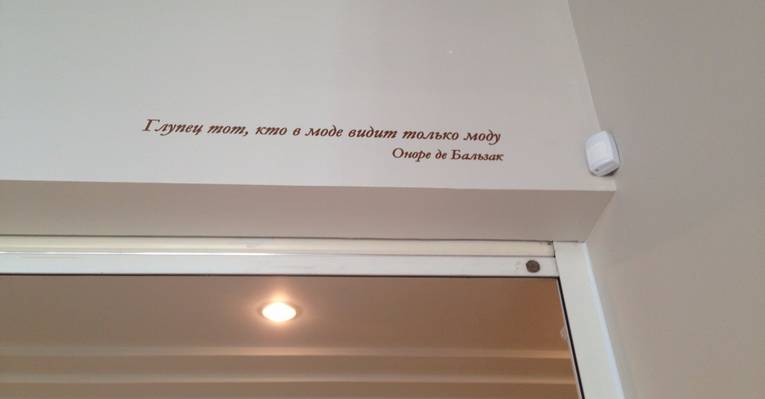 Глупец тот, кто в моде видит только моду
Оноре де Бальзак